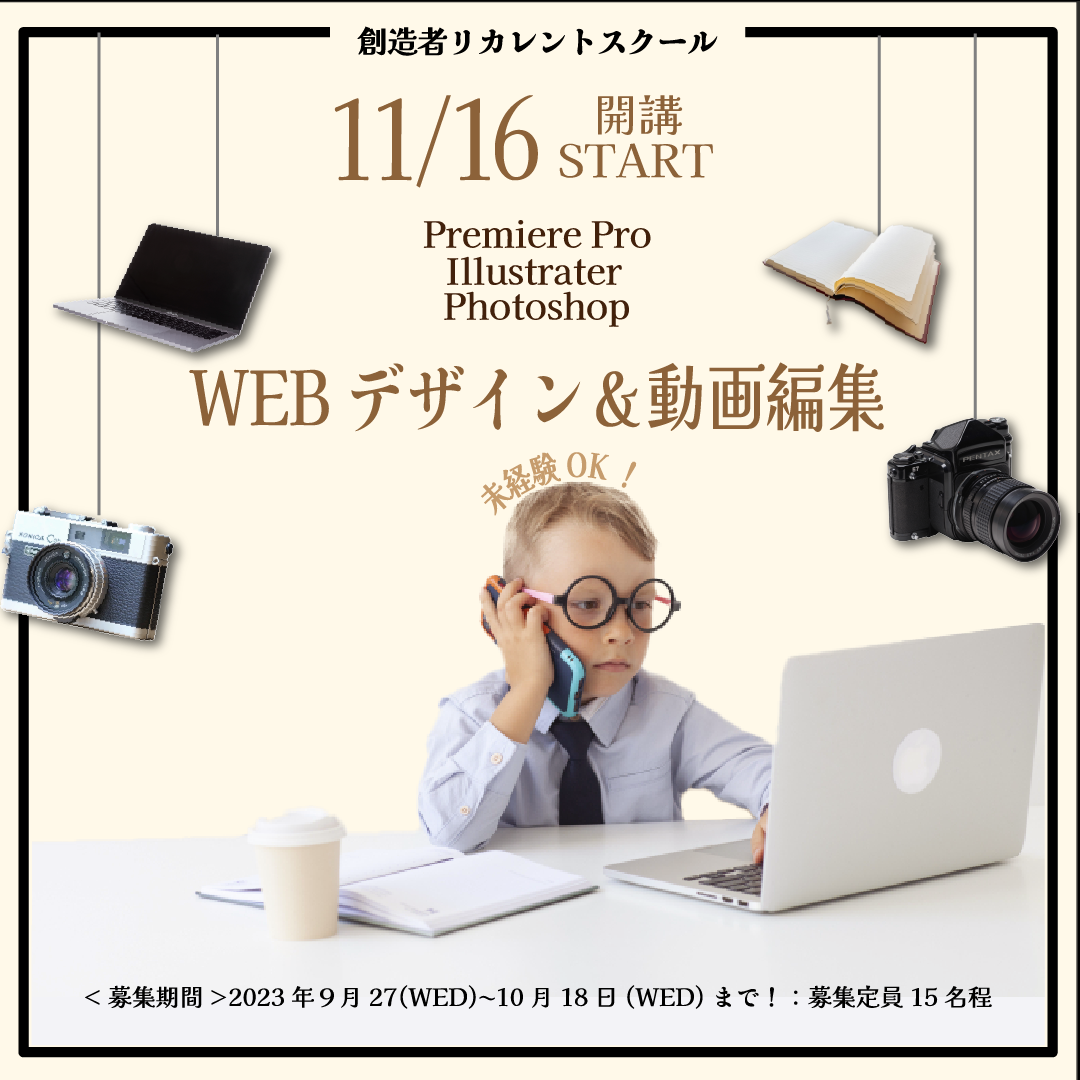 創造者リカレントスクール
11/16 開講
START
Premiere Pro
Illustrater
Photoshop
WEB デザイン＆動画編集
未経験 OK！
KONICA
PENTAX
< 募集期間 >2023 年９月 27(WED)~10 月 18 日 (WED) まで！：募集定員 15 名程